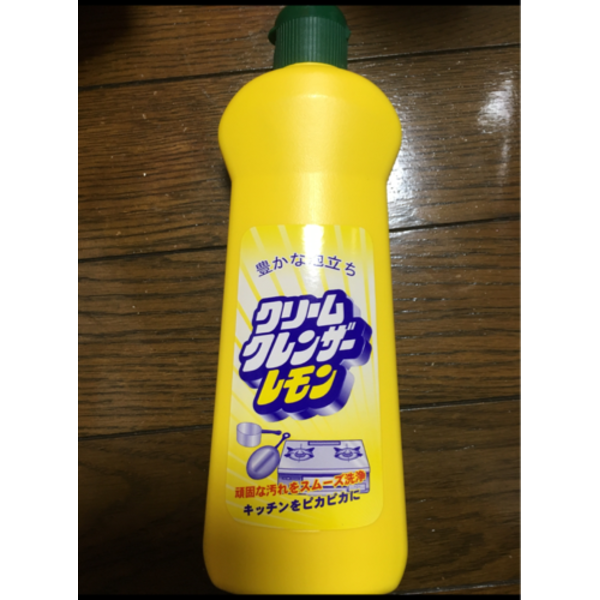 豊かな泡立ち
クリーム
クレンザー
レモン
頑固な汚れをスムーズ洗浄
キッチンをピカピカに